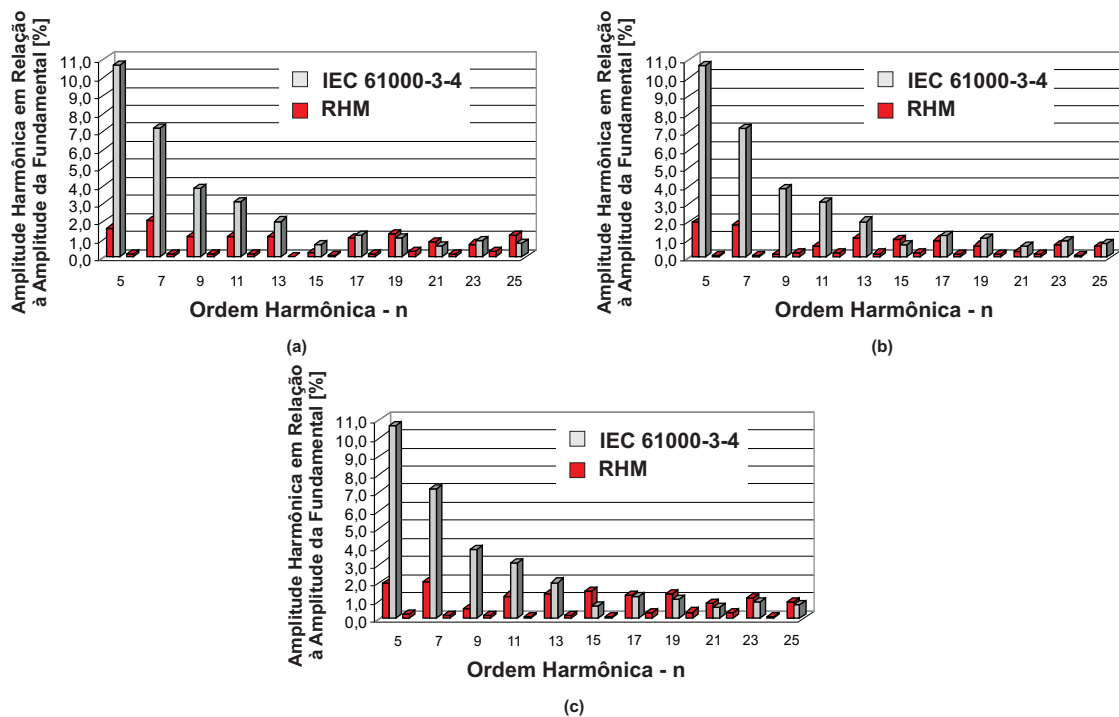 Amplitude Harmônica em Relação
à Amplitude da Fundamental [%]
11,0
10,0
9,0
8,0
7,0
6,0
5,0
4,0
3,0
2,0
1,0
0,0
IEC 61000-3-4
RHM
5 7 9 11 13 15 17 19 21 23 25
Ordem Harmônica - n
(a)
Amplitude Harmônica em Relação
à Amplitude da Fundamental [%]
11,0
10,0
9,0
8,0
7,0
6,0
5,0
4,0
3,0
2,0
1,0
0,0
IEC 61000-3-4
RHM
5 7 9 11 13 15 17 19 21 23 25
Ordem Harmônica - n
(b)
Amplitude Harmônica em Relação
à Amplitude da Fundamental [%]
11,0
10,0
9,0
8,0
7,0
6,0
5,0
4,0
3,0
2,0
1,0
0,0
IEC 61000-3-4
RHM
5 7 9 11 13 15 17 19 21 23 25
Ordem Harmônica - n
(c)